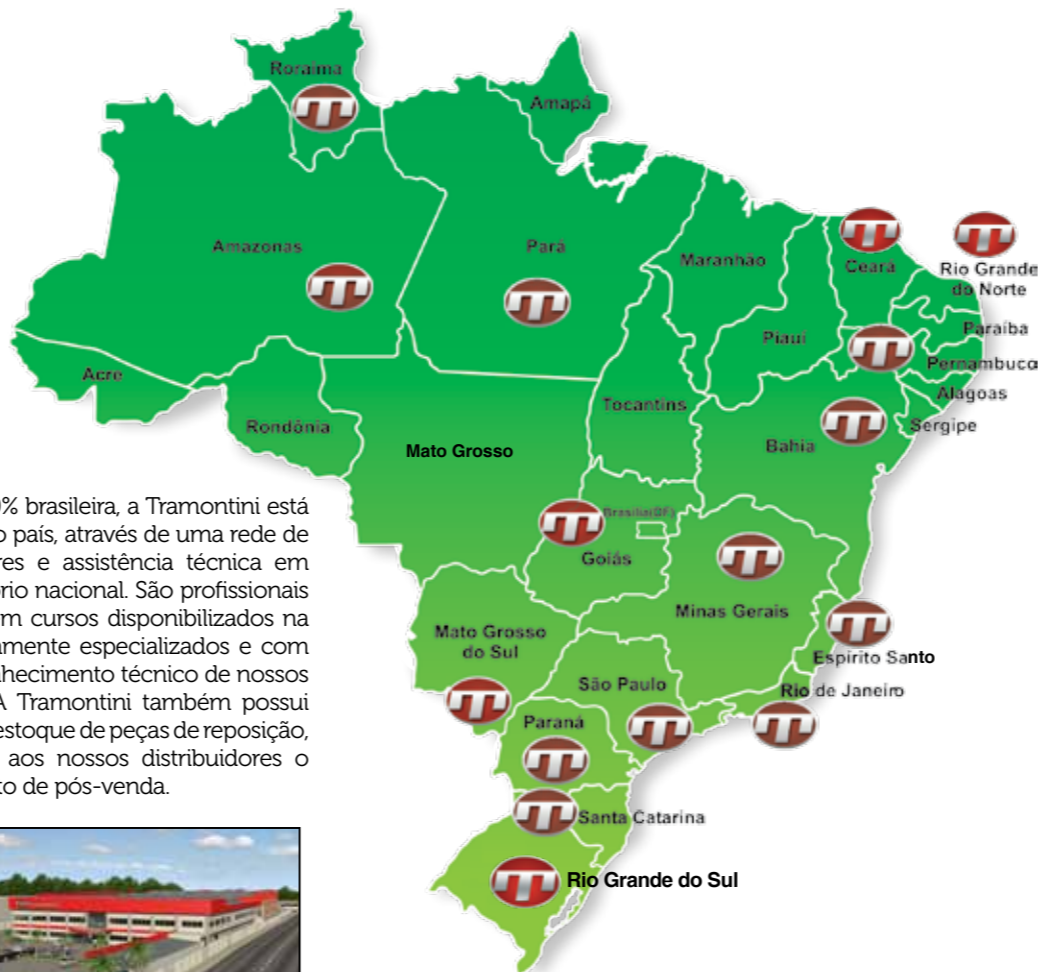 Roraima
Amapá
Amazonas
Pará
Maranhão
Ceará
Rio Grande
do Norte
Piauí
Paraíba
Pernambuco
Alagoas
Sergipe
Acre
Rondônia
Tocantins
Bahia
Mato Grosso
Brasília(DF)
Goiás
Minas Gerais
Mato Grosso
do Sul
Espirito Santo
São Paulo
Rio de Janeiro
Paraná
Santa Catarina
Rio Grande do Sul
% brasileira, a Tramontini está
o país, através de uma rede de
res e assistência técnica em
rio nacional. São profissionais
m cursos disponibilizados na
amente especializados e com
nhecimento técnico de nossos
A Tramontini também possui
estoque de peças de reposição,
aos nossos distribuidores o
to de pós-venda.